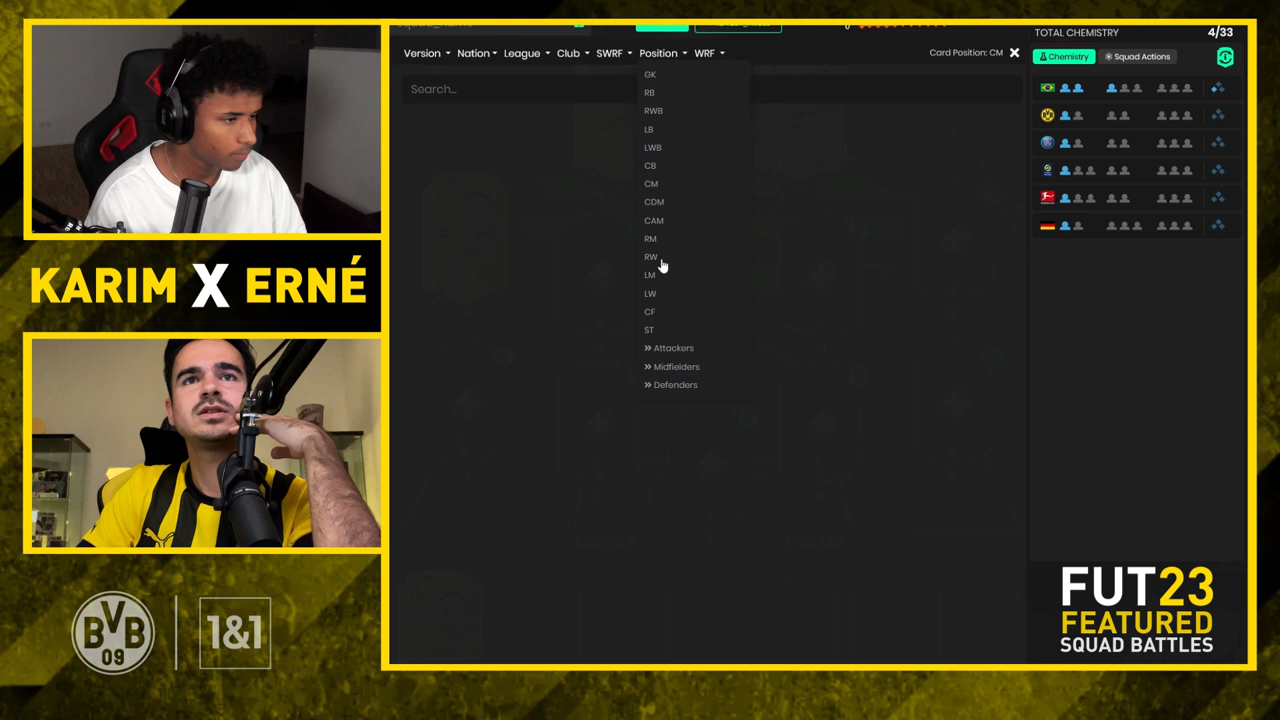 TOTAL CHEMISTRY 4/33
Version Nation League Club SWRF Position WRF Card Position: CM
Chemistry Squad Actions
Search...
GK
RB
RWB
LB
LWB
CB
CM
CDM
CAM
RM
RW
LM
LW
CF
ST
Attackers
Midfielders
Defenders
KARIM X ERNÉ
BVB
09
1&1
FUT23
FEATURED
SQUAD BATTLES